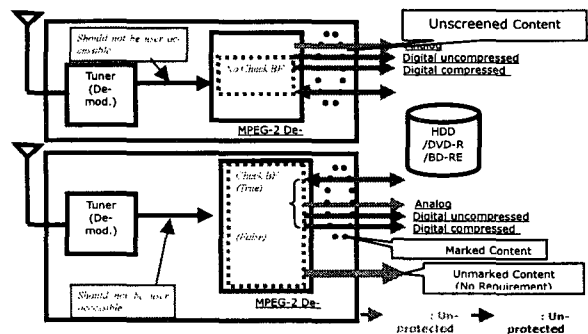 Unscreened Content
Should not be user ac-
cessible
Analog
Digital uncompressed
Digital compressed
Tuner
(De-
mod.)
No Check BF
MPEG-2 De-
HDD
/DVD-R
/BD-RE
Check BF
(True)
Tuner
(De-
mod.)
Analog
Digital uncompressed
Digital compressed
(False)
Marked Content
Should not be user
accessible
Unmarked Content
(No Requirement)
MPEG-2 De-
: Un-
protected
: Un-
protected